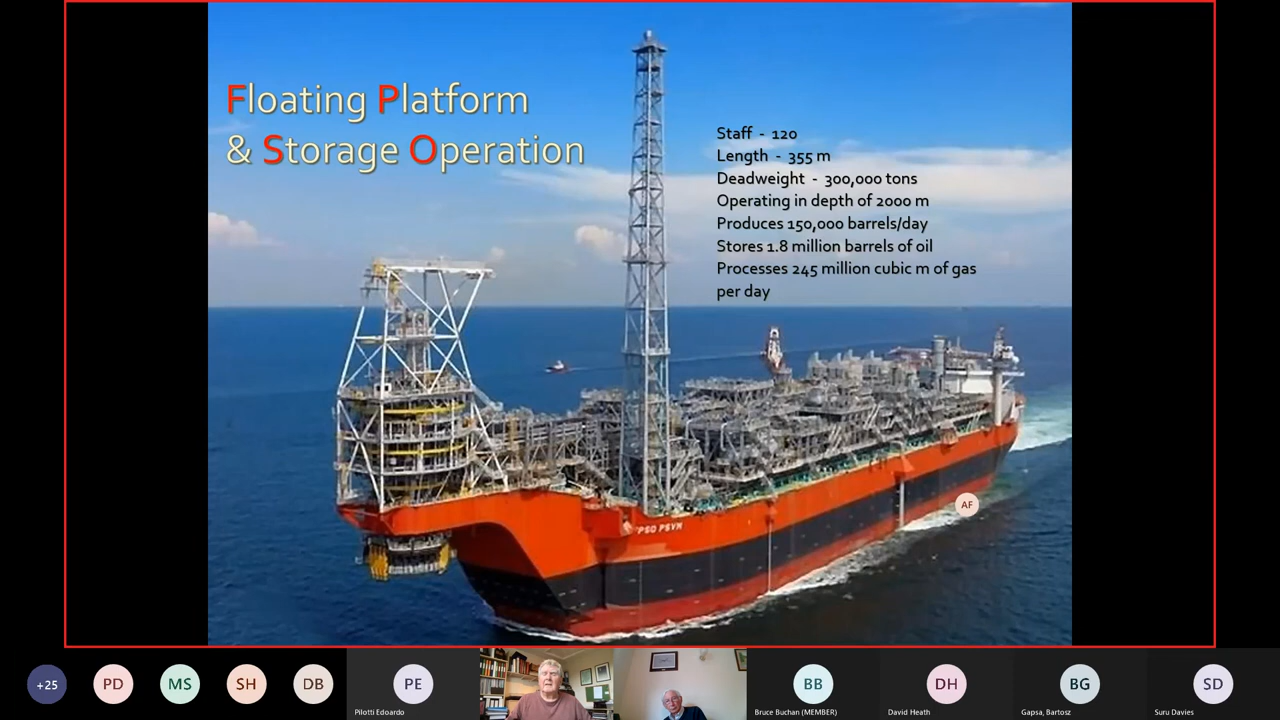 Floating Platform
& Storage Operation
Staff - 120
Length - 355 m
Deadweight - 300,000 tons
Operating in depth of 2000 m
Produces 150,000 barrels/day
Stores 1.8 million barrels of oil
Processes 245 million cubic m of gas
per day
PSVM
AF
+25
PD
MS
SH
DB
PE
BB
DH
BG
SD
Pilotti Edoardo
Bruce Buchan (MEMBER)
David Heath
Gapsa, Bartosz
Suru Davies